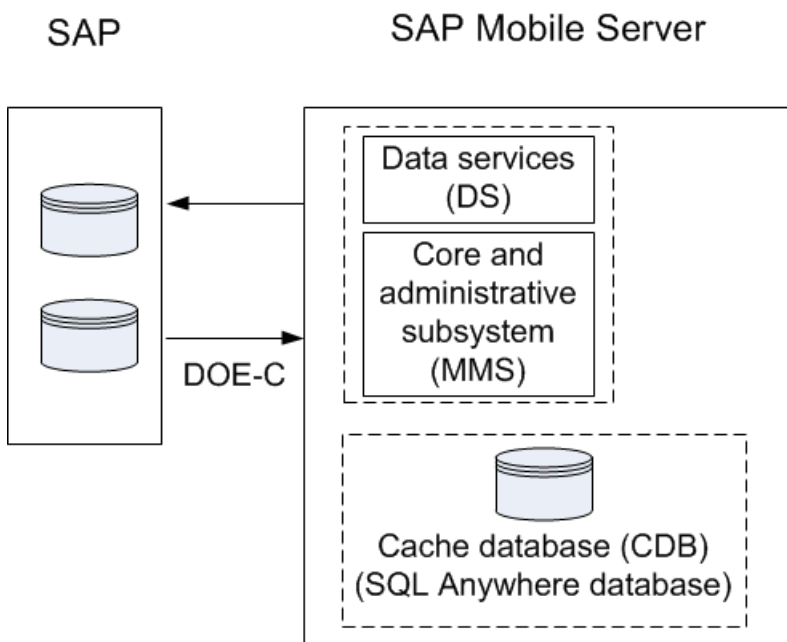 SAP
SAP Mobile Server
Data services
(DS)
Core and
administrative
subsystem
(MMS)
DOE-C
Cache database (CDB)
(SQL Anywhere database)